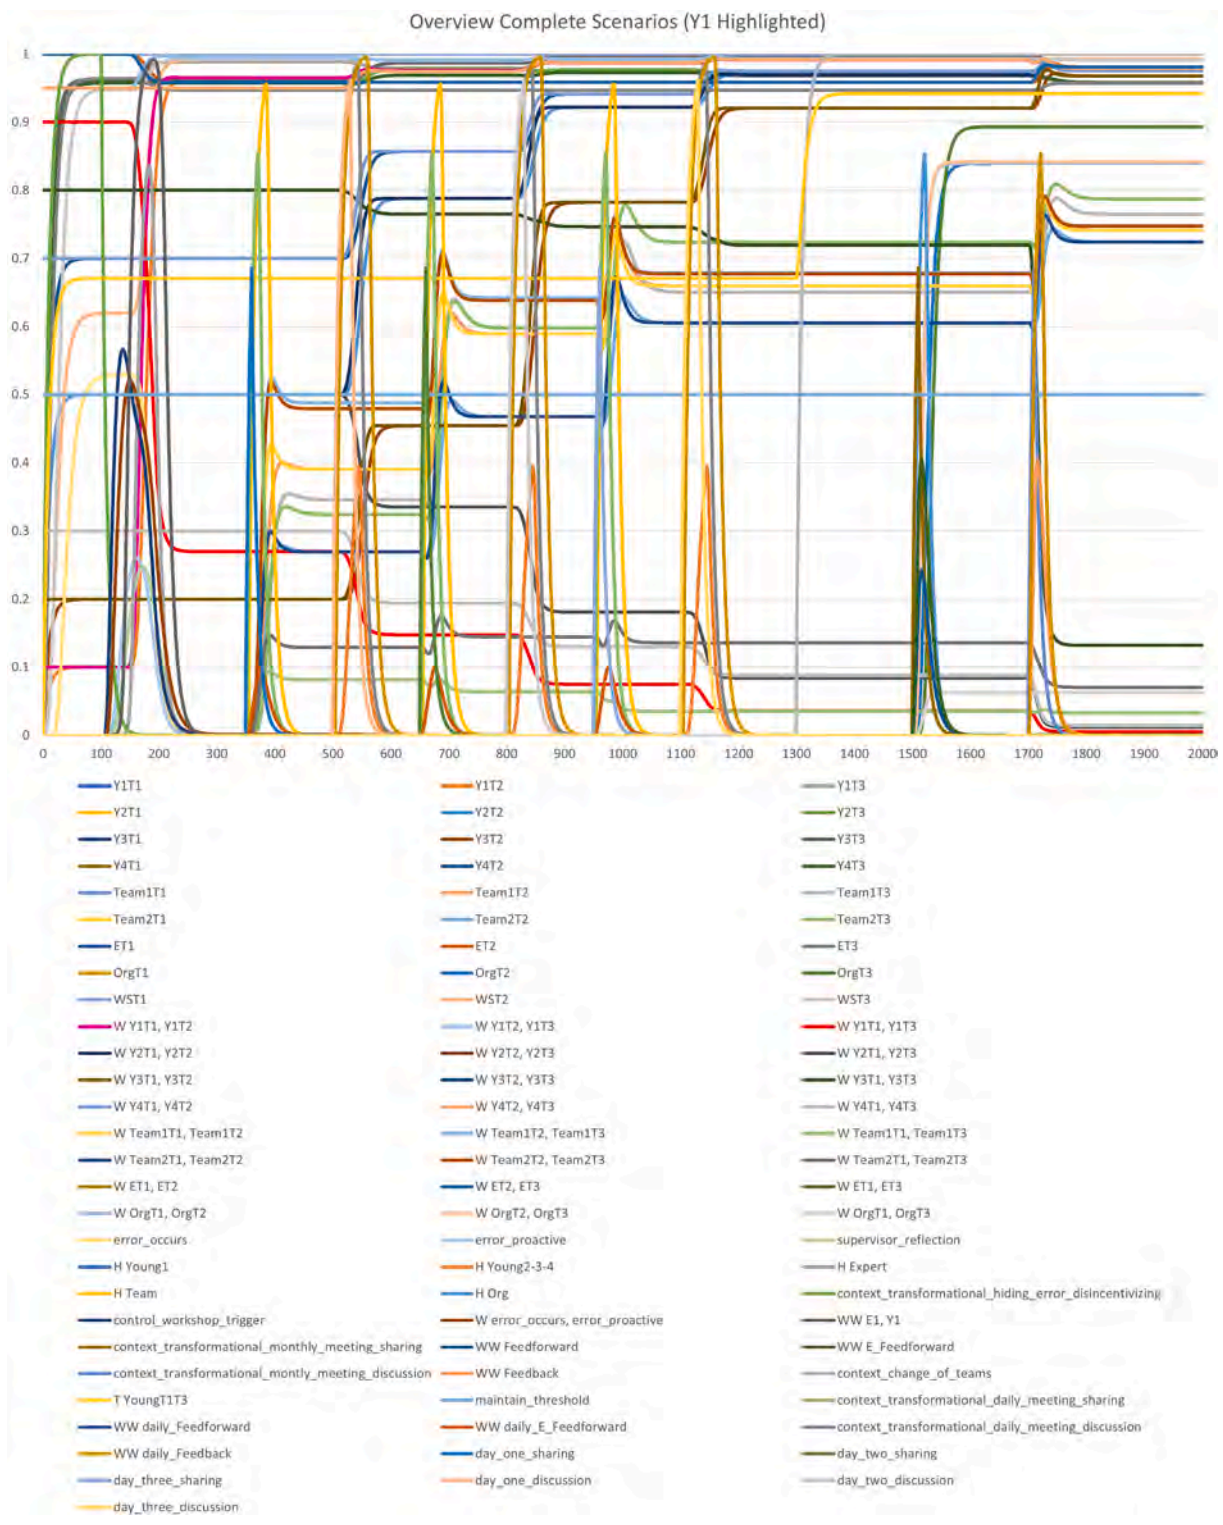 Overview Complete Scenarios (Y1 Highlighted)
1
0.9
0.8
0.7
0.6
0.5
0.4
0.3
0.2
0.1
0
0 100 200 300 400 500 600 700 800 900 1000 1100 1200 1300 1400 1500 1600 1700 1800 1900 2000
Y1T1 Y1T2 Y1T3
Y2T1 Y2T2 Y2T3
Y3T1 Y3T2 Y3T3
Y4T1 Y4T2 Y4T3
Team1T1 Team1T2 Team1T3
Team2T1 Team2T2 Team2T3
ET1 ET2 ET3
OrgT1 OrgT2 OrgT3
WST1 WST2 WST3
W Y1T1, Y1T2 W Y1T2, Y1T3 W Y1T1, Y1T3
W Y2T1, Y2T2 W Y2T2, Y2T3 W Y2T1, Y2T3
W Y3T1, Y3T2 W Y3T2, Y3T3 W Y3T1, Y3T3
W Y4T1, Y4T2 W Y4T2, Y4T3 W Y4T1, Y4T3
W Team1T1, Team1T2 W Team1T2, Team1T3 W Team1T1, Team1T3
W Team2T1, Team2T2 W Team2T2, Team2T3 W Team2T1, Team2T3
W ET1, ET2 W ET2, ET3 W ET1, ET3
W OrgT1, OrgT2 W OrgT2, OrgT3 W OrgT1, OrgT3
error_occurs error_proactive supervisor_reflection
H Young1 H Young2-3-4 H Expert
H Team H Org context_transformational_hiding_error_disincentivizing
control_workshop_trigger W error_occurs, error_proactive WW E1, Y1
context_transformational_monthly_meeting_sharing WW Feedforward WW E_Feedforward
context_transformational_montly_meeting_discussion WW Feedback context_change_of_teams
T YoungT1T3 maintain_threshold context_transformational_daily_meeting_sharing
WW daily_Feedforward WW daily_E_Feedforward context_transformational_daily_meeting_discussion
WW daily_Feedback day_one_sharing day_two_sharing
day_three_sharing day_one_discussion day_two_discussion
day_three_discussion